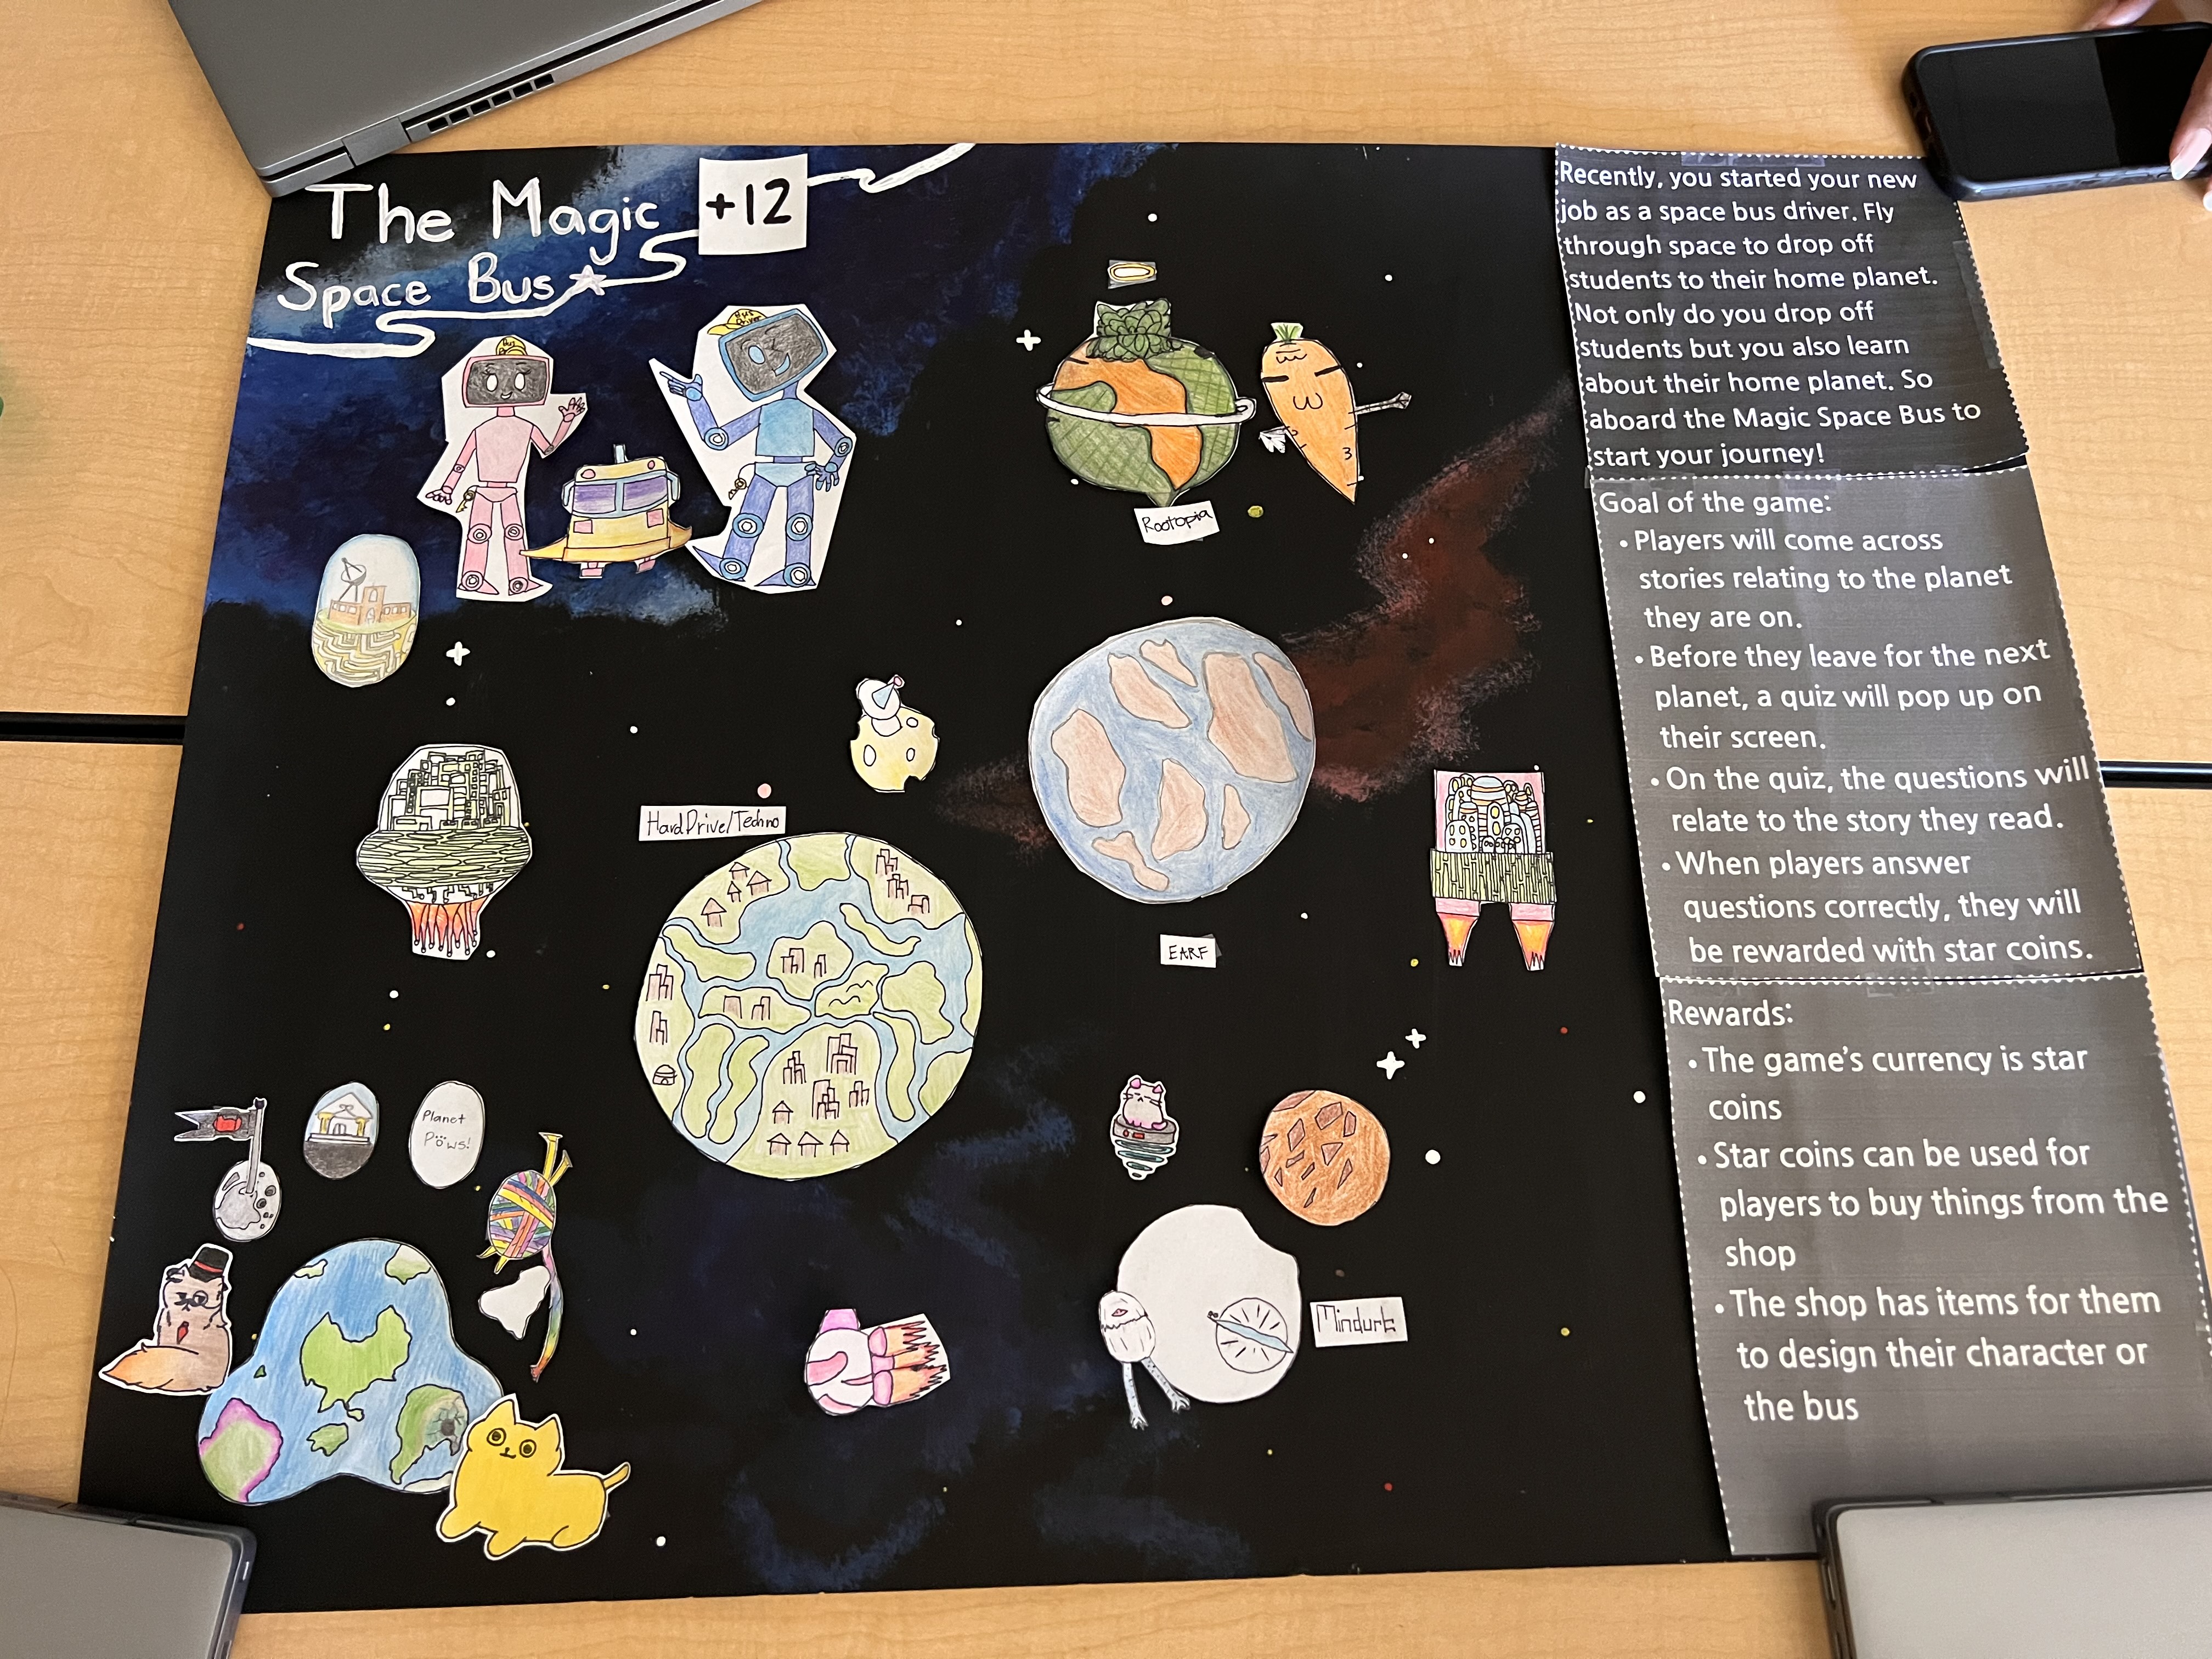 The Magic
+12
Space Bus
Bus
Driver
Rootopia
HardDrive/Techno
EARF
Planet
Paws!
Mindurt
Recently, you started your new
job as a space bus driver. Fly
through space to drop off
students to their home planet.
Not only do you drop off
students but you also learn
about their home planet. So
aboard the Magic Space Bus to
start your journey!
Goal of the game:
• Players will come across
stories relating to the planet
they are on.
• Before they leave for the next
planet, a quiz will pop up on
their screen.
• On the quiz, the questions will
relate to the story they read.
• When players answer
questions correctly, they will
be rewarded with star coins.
Rewards:
• The game's currency is star
coins
• Star coins can be used for
players to buy things from the
shop
• The shop has items for them
to design their character or
the bus